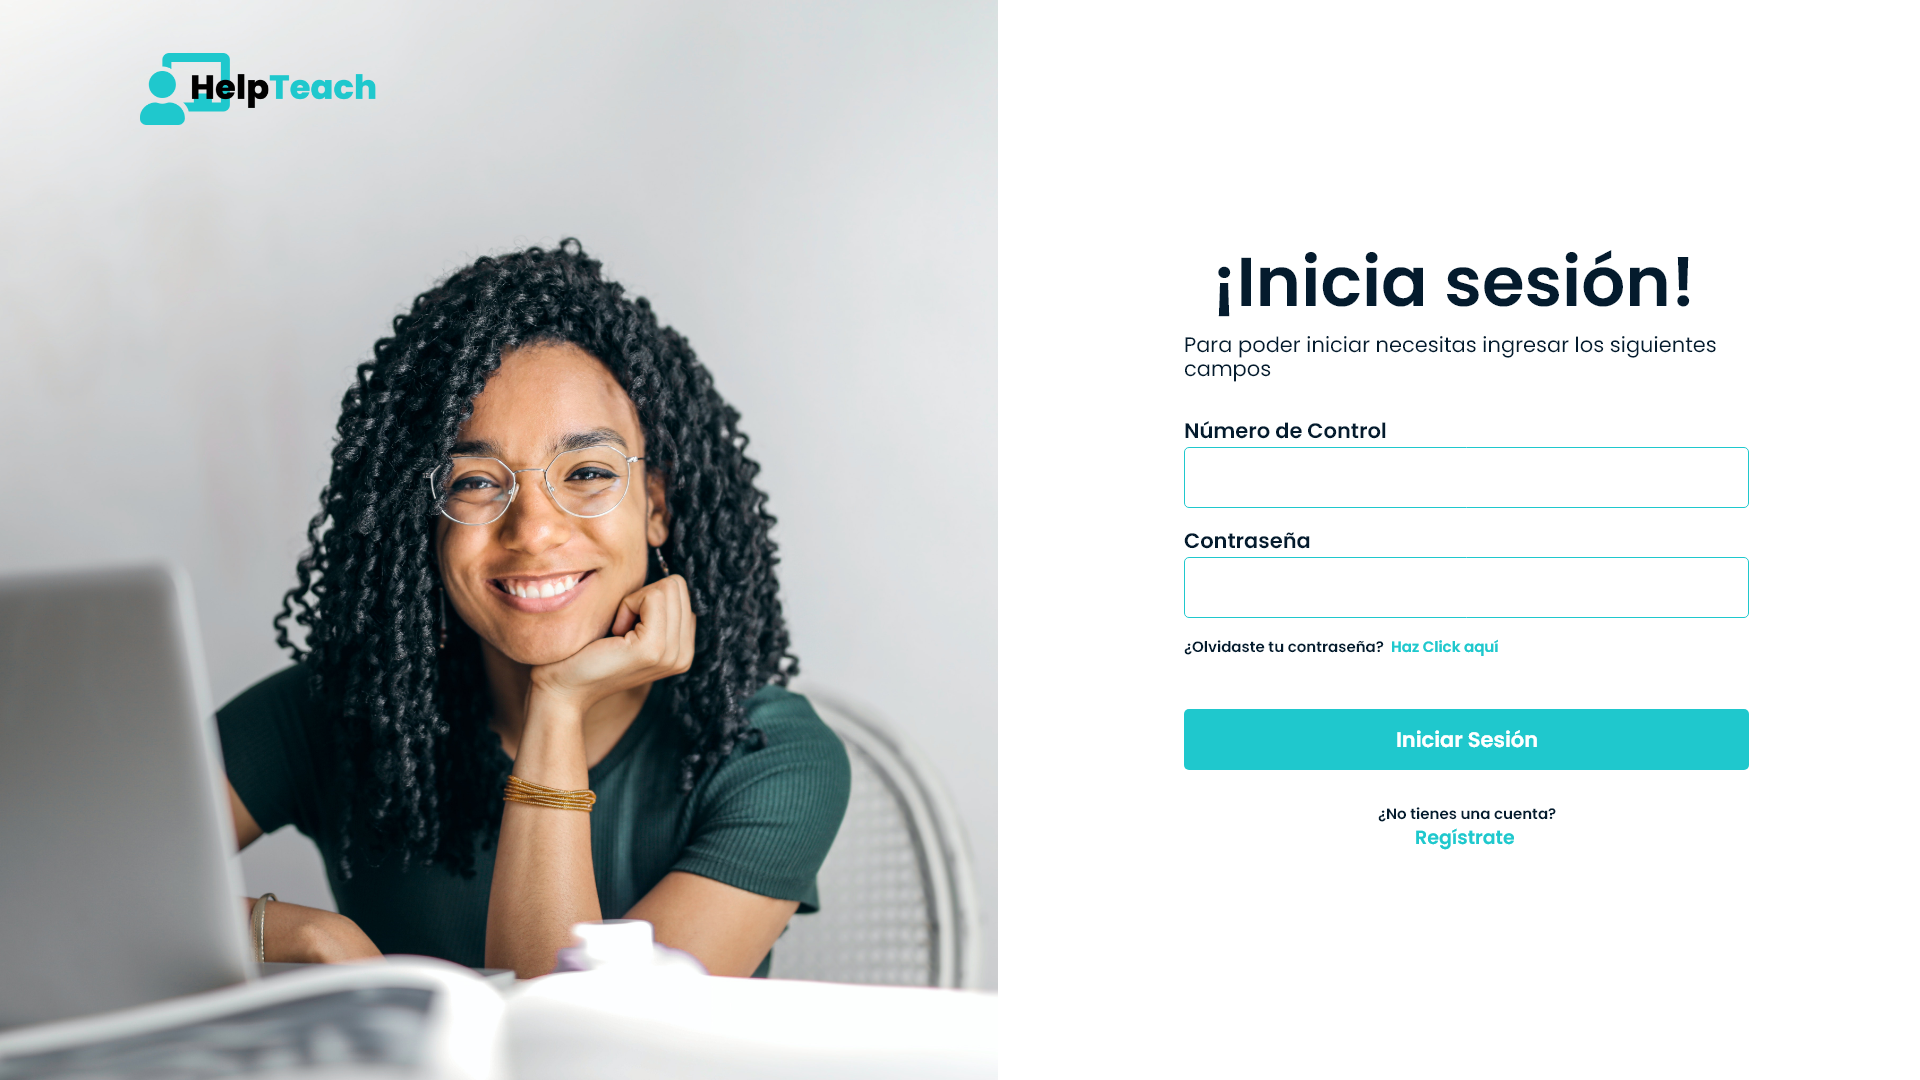 HelpTeach
¡Inicia sesión!
Para poder iniciar necesitas ingresar los siguientes
campos
Número de Control
Contraseña
¿Olvidaste tu contraseña? Haz Click aquí
Iniciar Sesión
¿No tienes una cuenta?
Regístrate